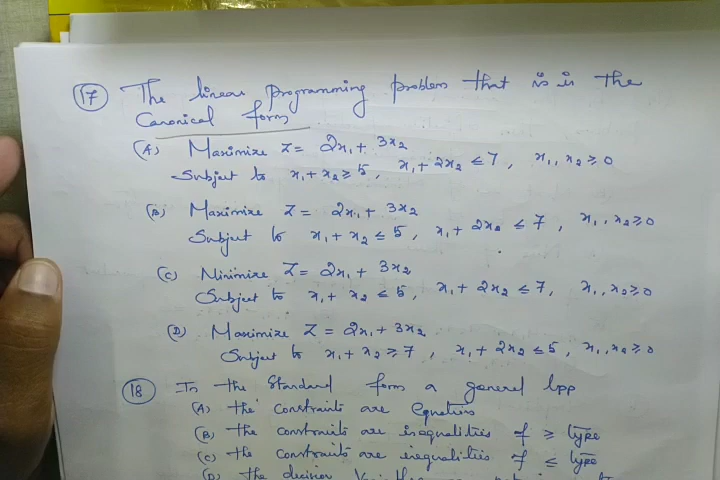 17 The linear programming problem that is in the
Canonical form
(A) Maximize Z = 2x₁ + 3x₂
Subject to x₁ + x₂ ≥ 5, x₁ + 2x₂ ≤ 7, x₁, x₂ ≥ 0
(B) Maximize Z = 2x₁ + 3x₂
Subject to x₁ + x₂ ≤ 5, x₁ + 2x₂ ≤ 7, x₁, x₂ ≥ 0
(C) Minimize Z = 2x₁ + 3x₂
Subject to x₁ + x₂ ≤ 5, x₁ + 2x₂ ≤ 7, x₁, x₂ ≥ 0
(D) Maximize Z = 2x₁ + 3x₂
Subject to x₁ + x₂ ≥ 7, x₁ + 2x₂ ≤ 5, x₁, x₂ ≥ 0
18 In the Standard form a general lpp
(A) the constraints are equations
(B) the constraints are inequalities of ≥ type
(C) the constraints are inequalities of ≤ type
(D) the decision